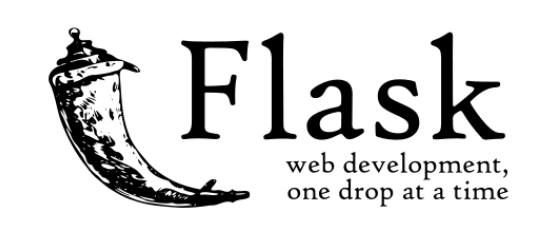 Flask
web development,
one drop at a time